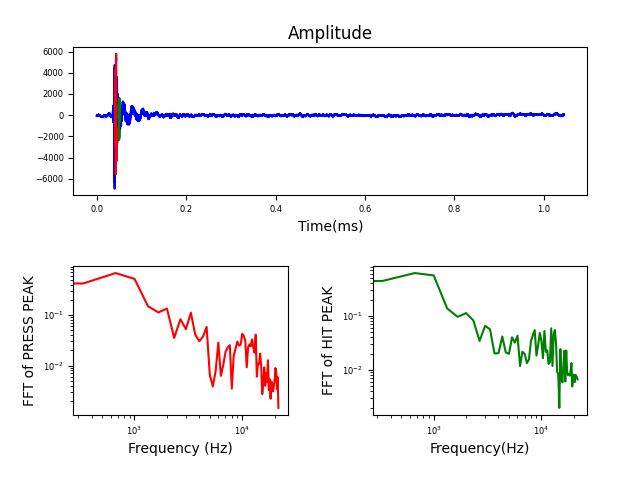 Amplitude
6000
4000
2000
0
−2000
−4000
−6000
0.0 0.2 0.4 0.6 0.8 1.0
Time(ms)
FFT of PRESS PEAK
10⁻¹
10⁻²
10³ 10⁴
Frequency (Hz)
FFT of HIT PEAK
10⁻¹
10⁻²
10³ 10⁴
Frequency(Hz)